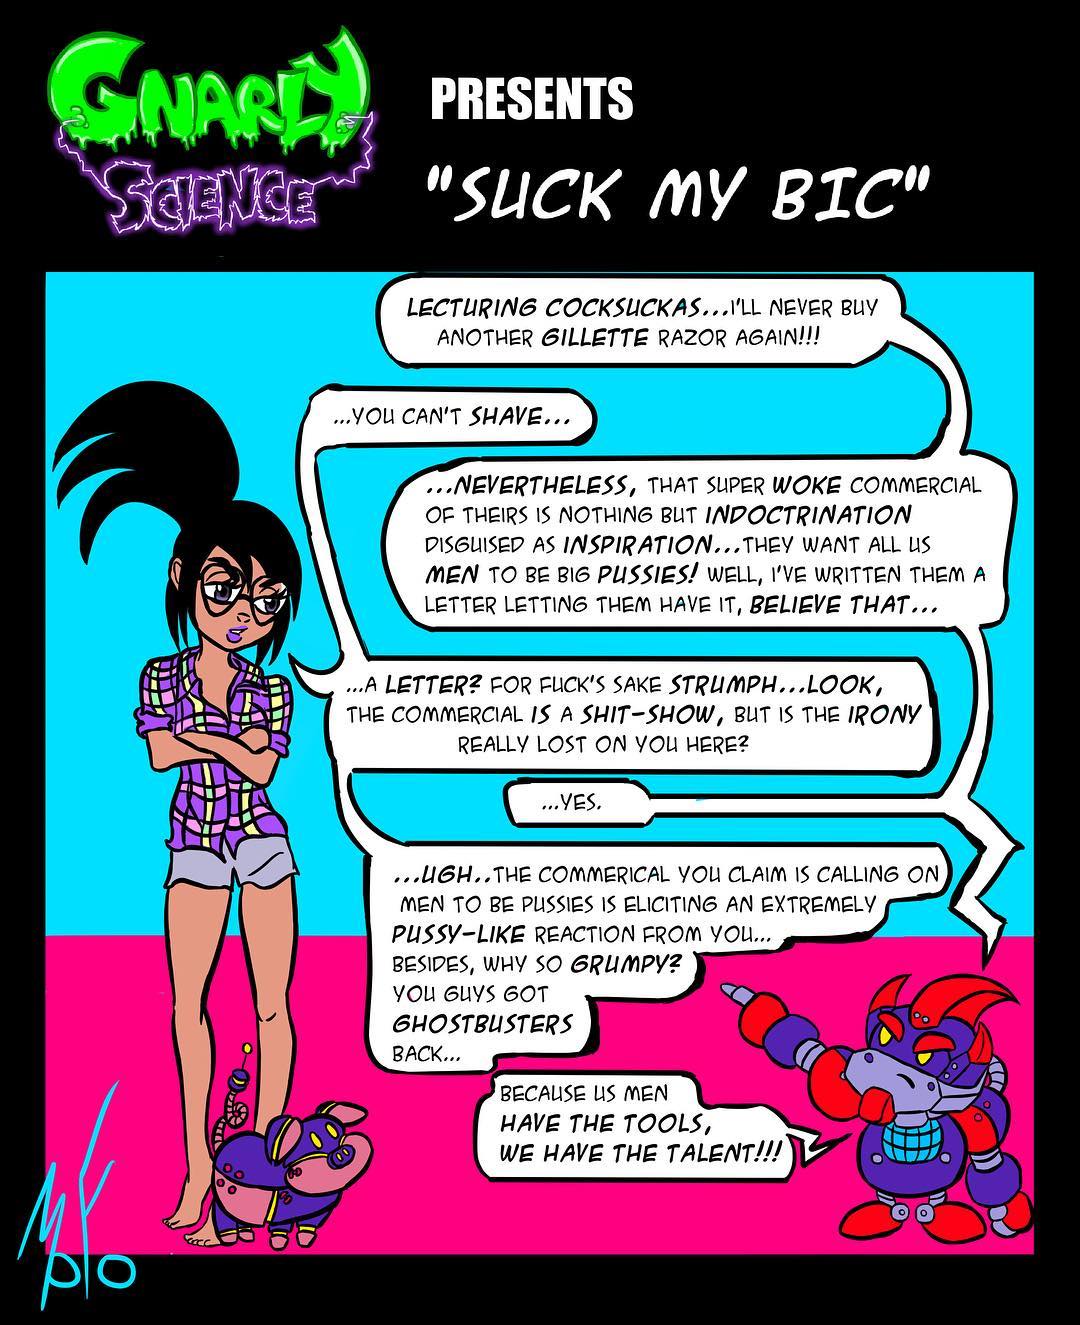 GNARLY
SCIENCE
PRESENTS
"SUCK MY BIC"
LECTURING COCKSUCKAS...I'LL NEVER BUY
ANOTHER GILLETTE RAZOR AGAIN!!!
...YOU CAN'T SHAVE...
...NEVERTHELESS, THAT SUPER WOKE COMMERCIAL
OF THEIRS IS NOTHING BUT INDOCTRINATION
DISGUISED AS INSPIRATION...THEY WANT ALL US
MEN TO BE BIG PUSSIES! WELL, I'VE WRITTEN THEM A
LETTER LETTING THEM HAVE IT, BELIEVE THAT...
...A LETTER? FOR FUCK'S SAKE STRUMPH...LOOK,
THE COMMERCIAL IS A SHIT-SHOW, BUT IS THE IRONY
REALLY LOST ON YOU HERE?
...YES.
...UGH..THE COMMERICAL YOU CLAIM IS CALLING ON
MEN TO BE PUSSIES IS ELICITING AN EXTREMELY
PUSSY-LIKE REACTION FROM YOU...
BESIDES, WHY SO GRUMPY?
YOU GUYS GOT
GHOSTBUSTERS
BACK...
BECAUSE US MEN
HAVE THE TOOLS,
WE HAVE THE TALENT!!!